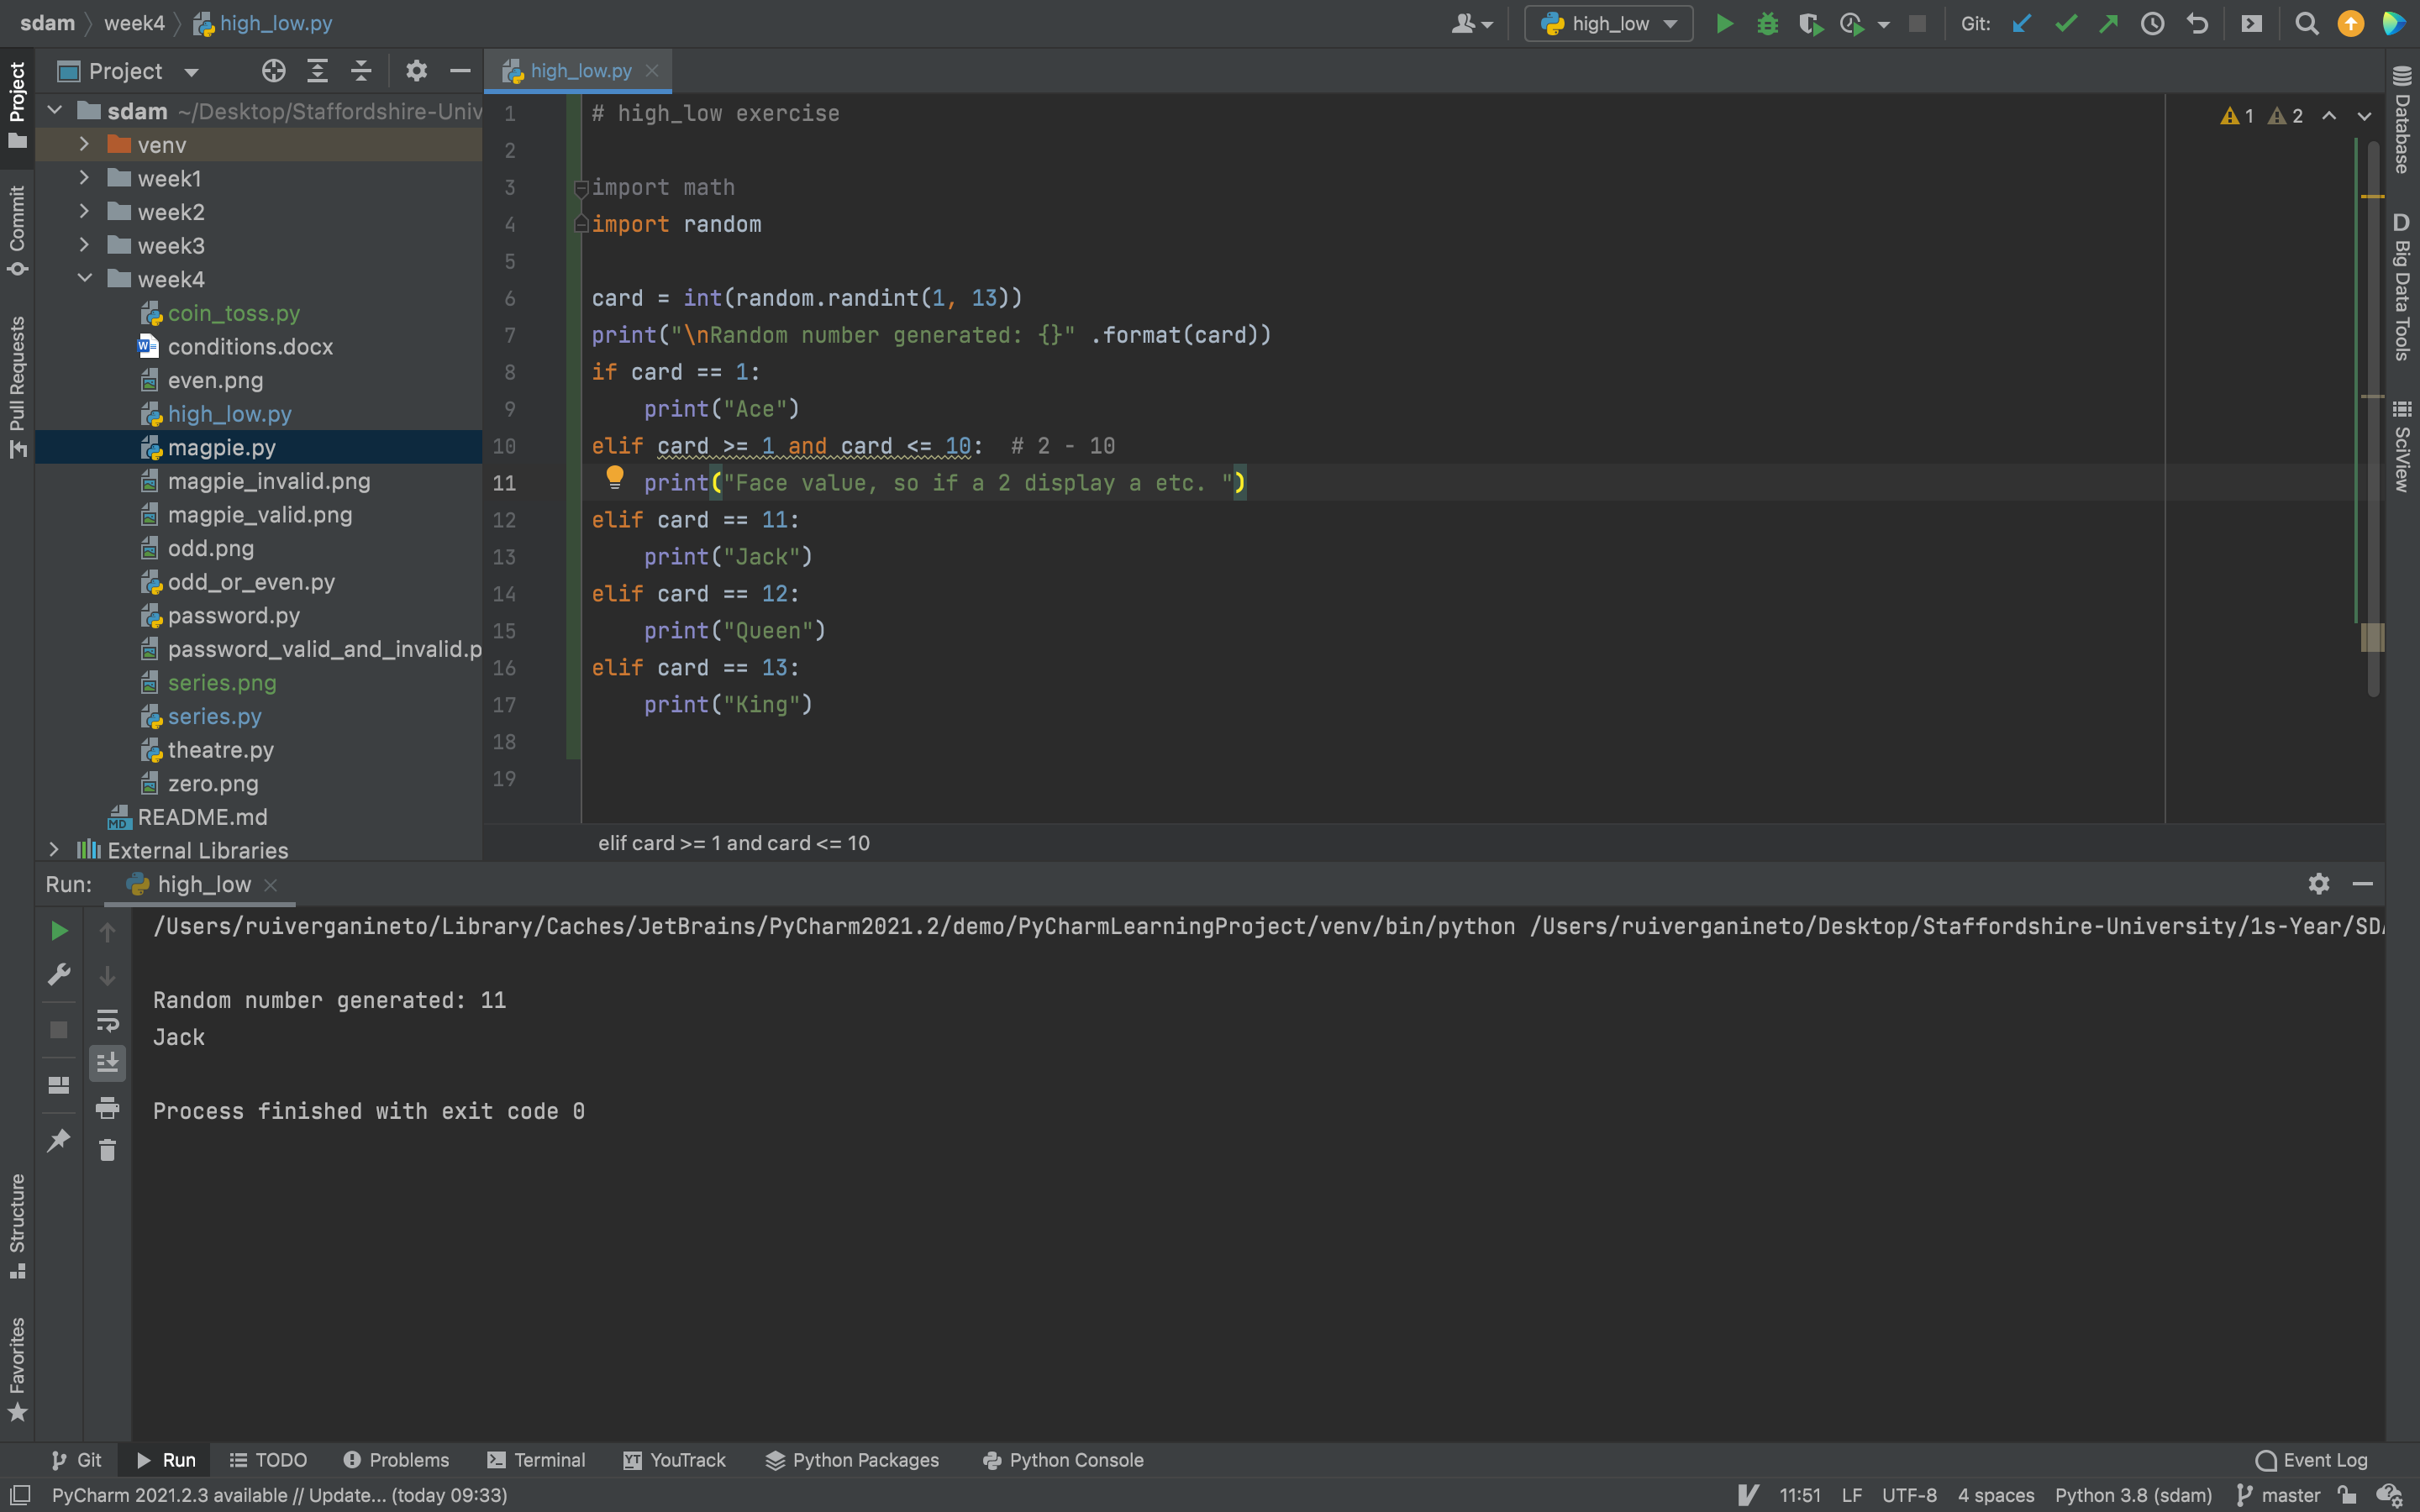 sdam week4 high_low.py
high_low
Git:
Project
high_low.py
Project
Commit
Pull Requests
Structure
Favorites
sdam ~/Desktop/Staffordshire-Univ
venv
week1
week2
week3
week4
coin_toss.py
conditions.docx
even.png
high_low.py
magpie.py
magpie_invalid.png
magpie_valid.png
odd.png
odd_or_even.py
password.py
password_valid_and_invalid.p
series.png
series.py
theatre.py
zero.png
README.md
External Libraries
1 # high_low exercise
2
3 import math
4 import random
5
6 card = int(random.randint(1, 13))
7 print("\nRandom number generated: {}" .format(card))
8 if card == 1:
9 print("Ace")
10 elif card >= 1 and card <= 10:  # 2 - 10
11 print("Face value, so if a 2 display a etc. ")
12 elif card == 11:
13 print("Jack")
14 elif card == 12:
15 print("Queen")
16 elif card == 13:
17 print("King")
18
19
1 2
elif card >= 1 and card <= 10
Database
D Big Data Tools
SciView
Run: high_low
/Users/ruiverganineto/Library/Caches/JetBrains/PyCharm2021.2/demo/PyCharmLearningProject/venv/bin/python /Users/ruiverganineto/Desktop/Staffordshire-University/1s-Year/SDA
Random number generated: 11
Jack
Process finished with exit code 0
Git Run TODO Problems Terminal YouTrack Python Packages Python Console Event Log
PyCharm 2021.2.3 available // Update... (today 09:33) 11:51 LF UTF-8 4 spaces Python 3.8 (sdam) master